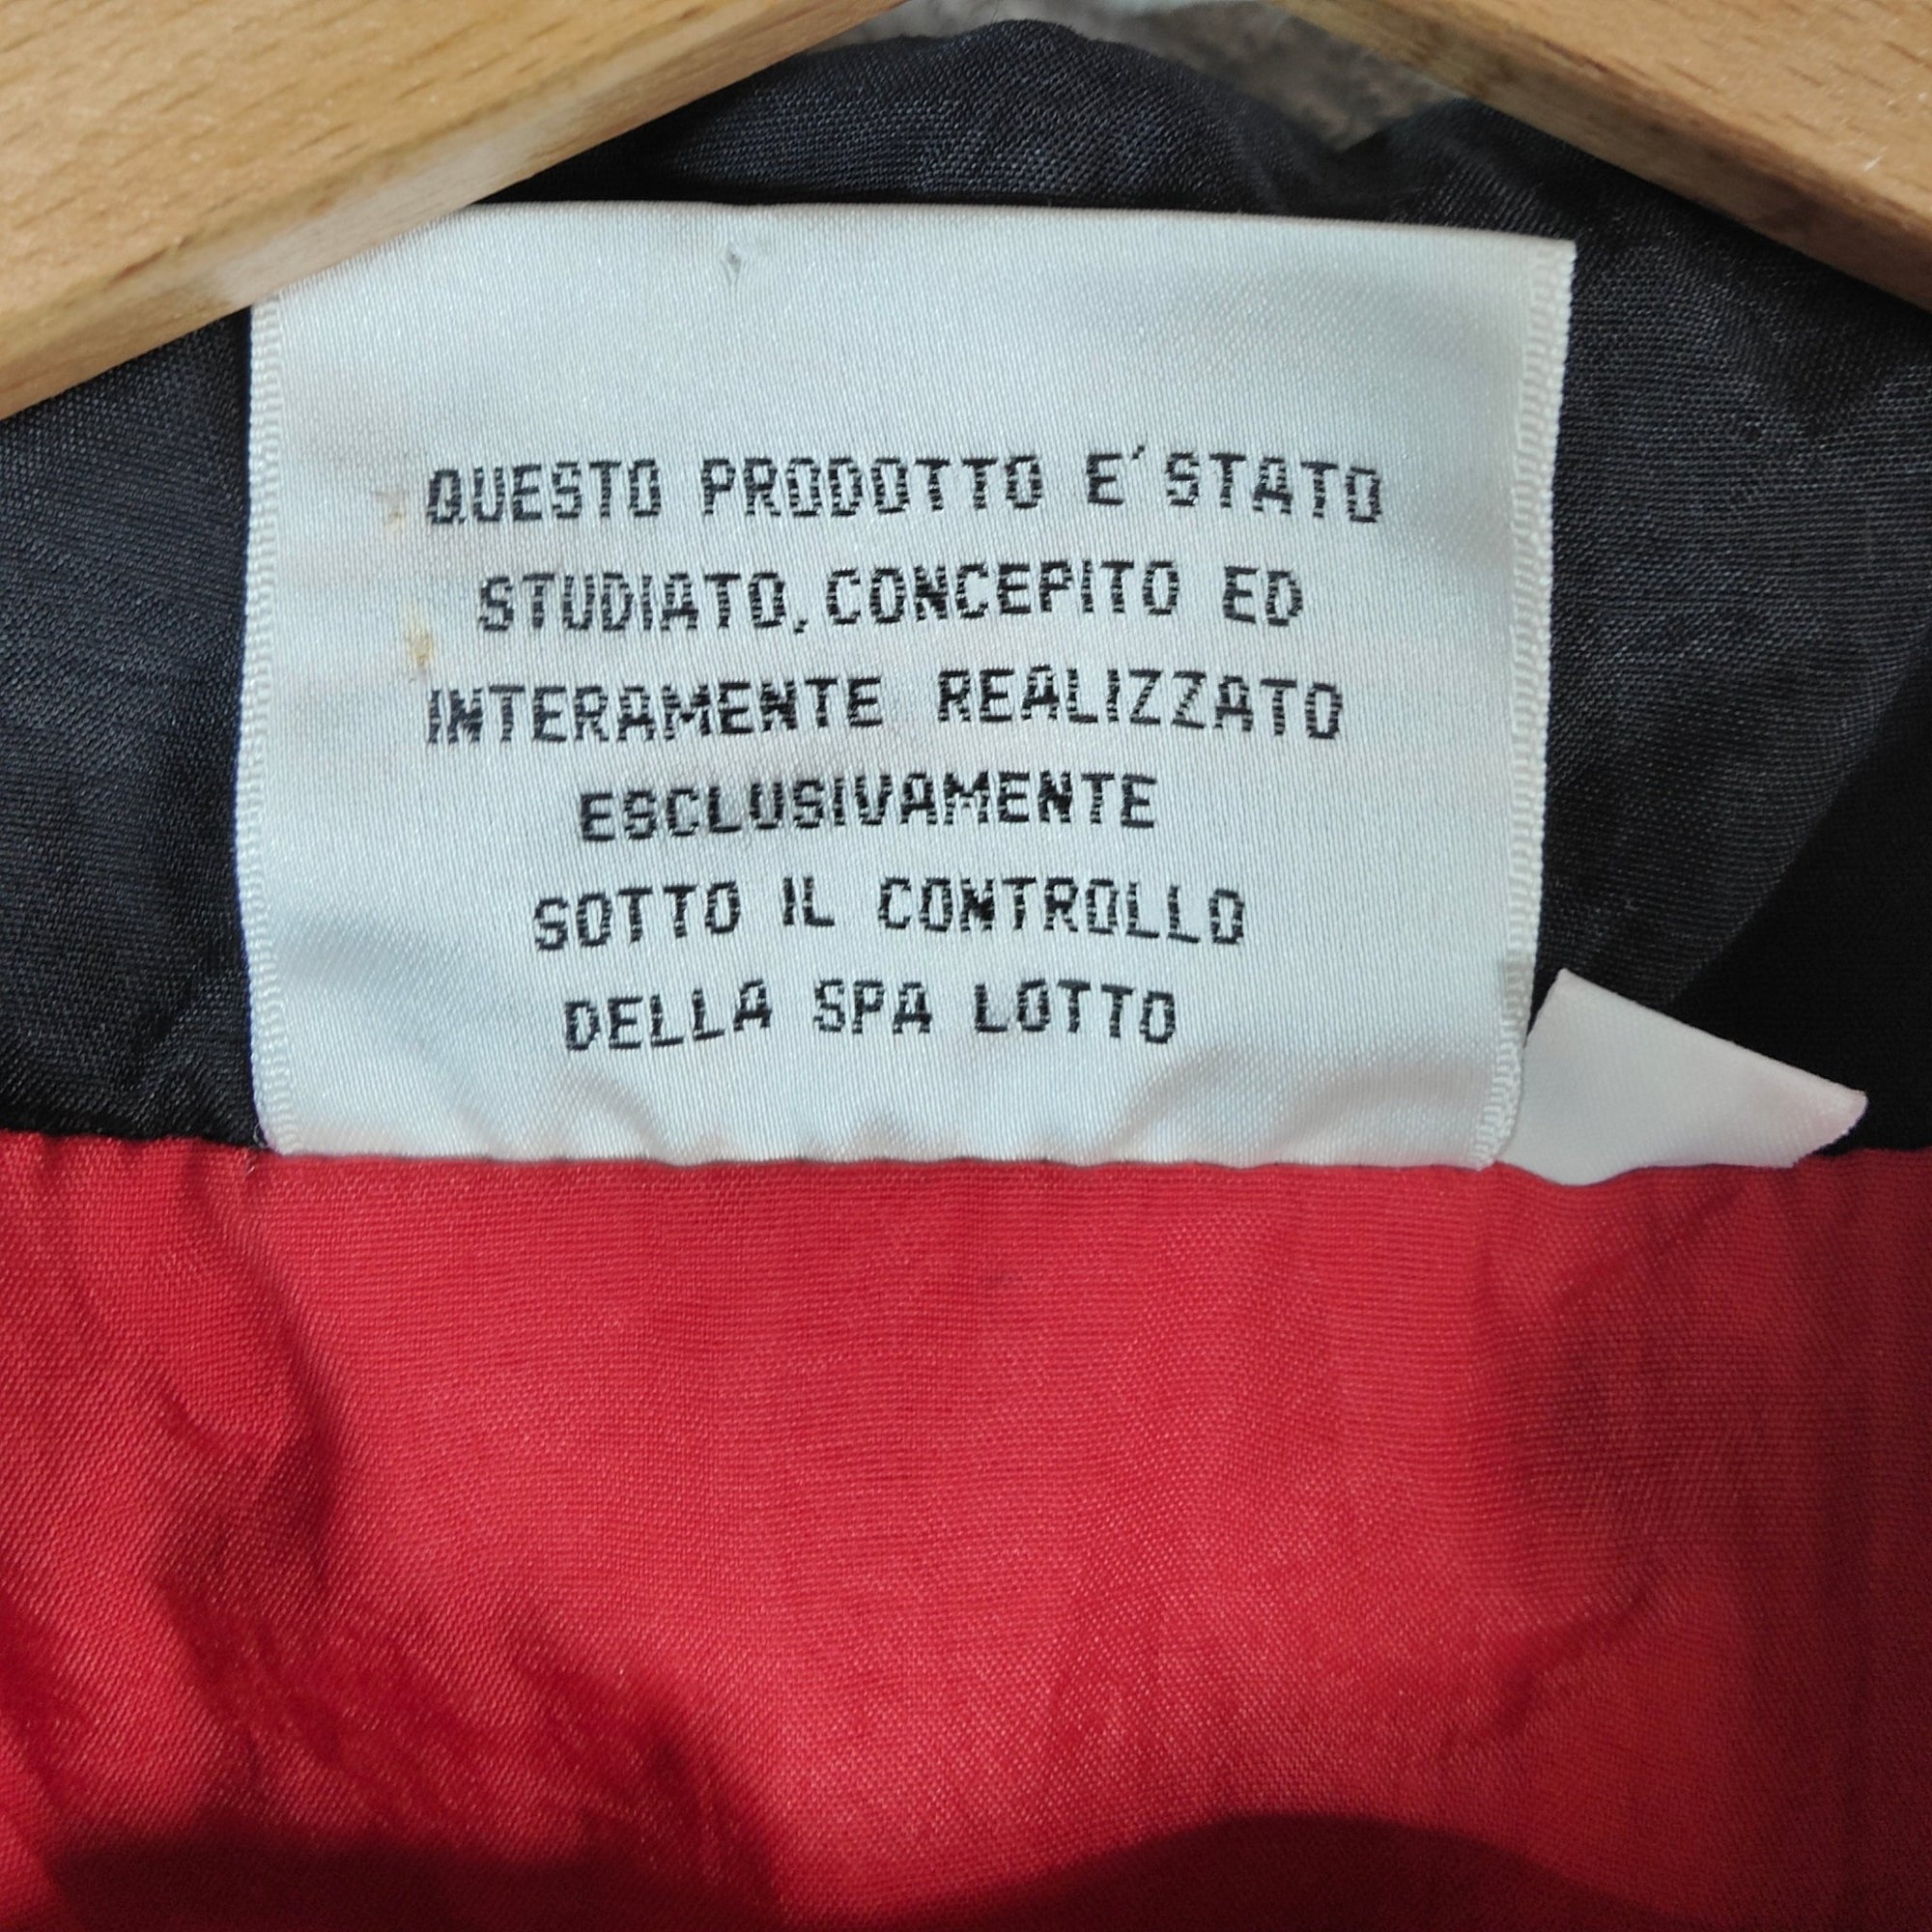 QUESTO PRODOTTO E' STATO
STUDIATO, CONCEPITO ED
INTERAMENTE REALIZZATO
ESCLUSIVAMENTE
SOTTO IL CONTROLLO
DELLA SPA LOTTO